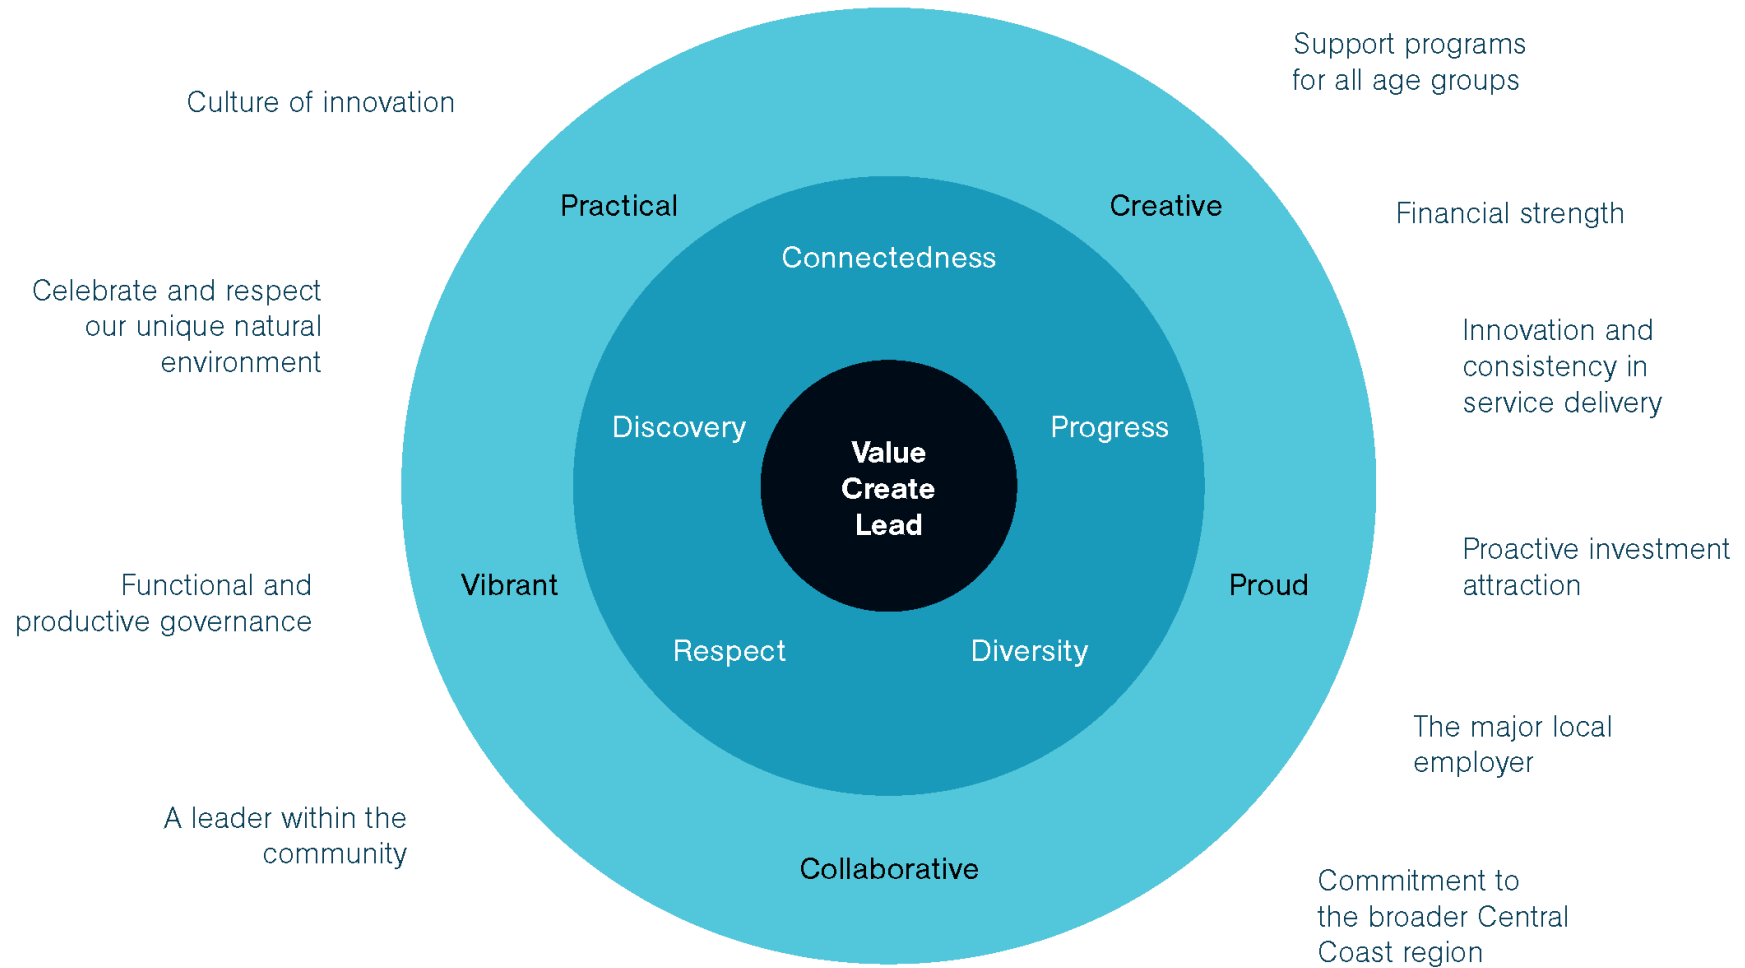 Support programs
for all age groups
Culture of innovation
Practical
Creative
Financial strength
Connectedness
Celebrate and respect
our unique natural
environment
Innovation and
consistency in
service delivery
Discovery
Progress
Value
Create
Lead
Functional and
productive governance
Vibrant
Proud
Proactive investment
attraction
Respect
Diversity
The major local
employer
A leader within the
community
Collaborative
Commitment to
the broader Central
Coast region